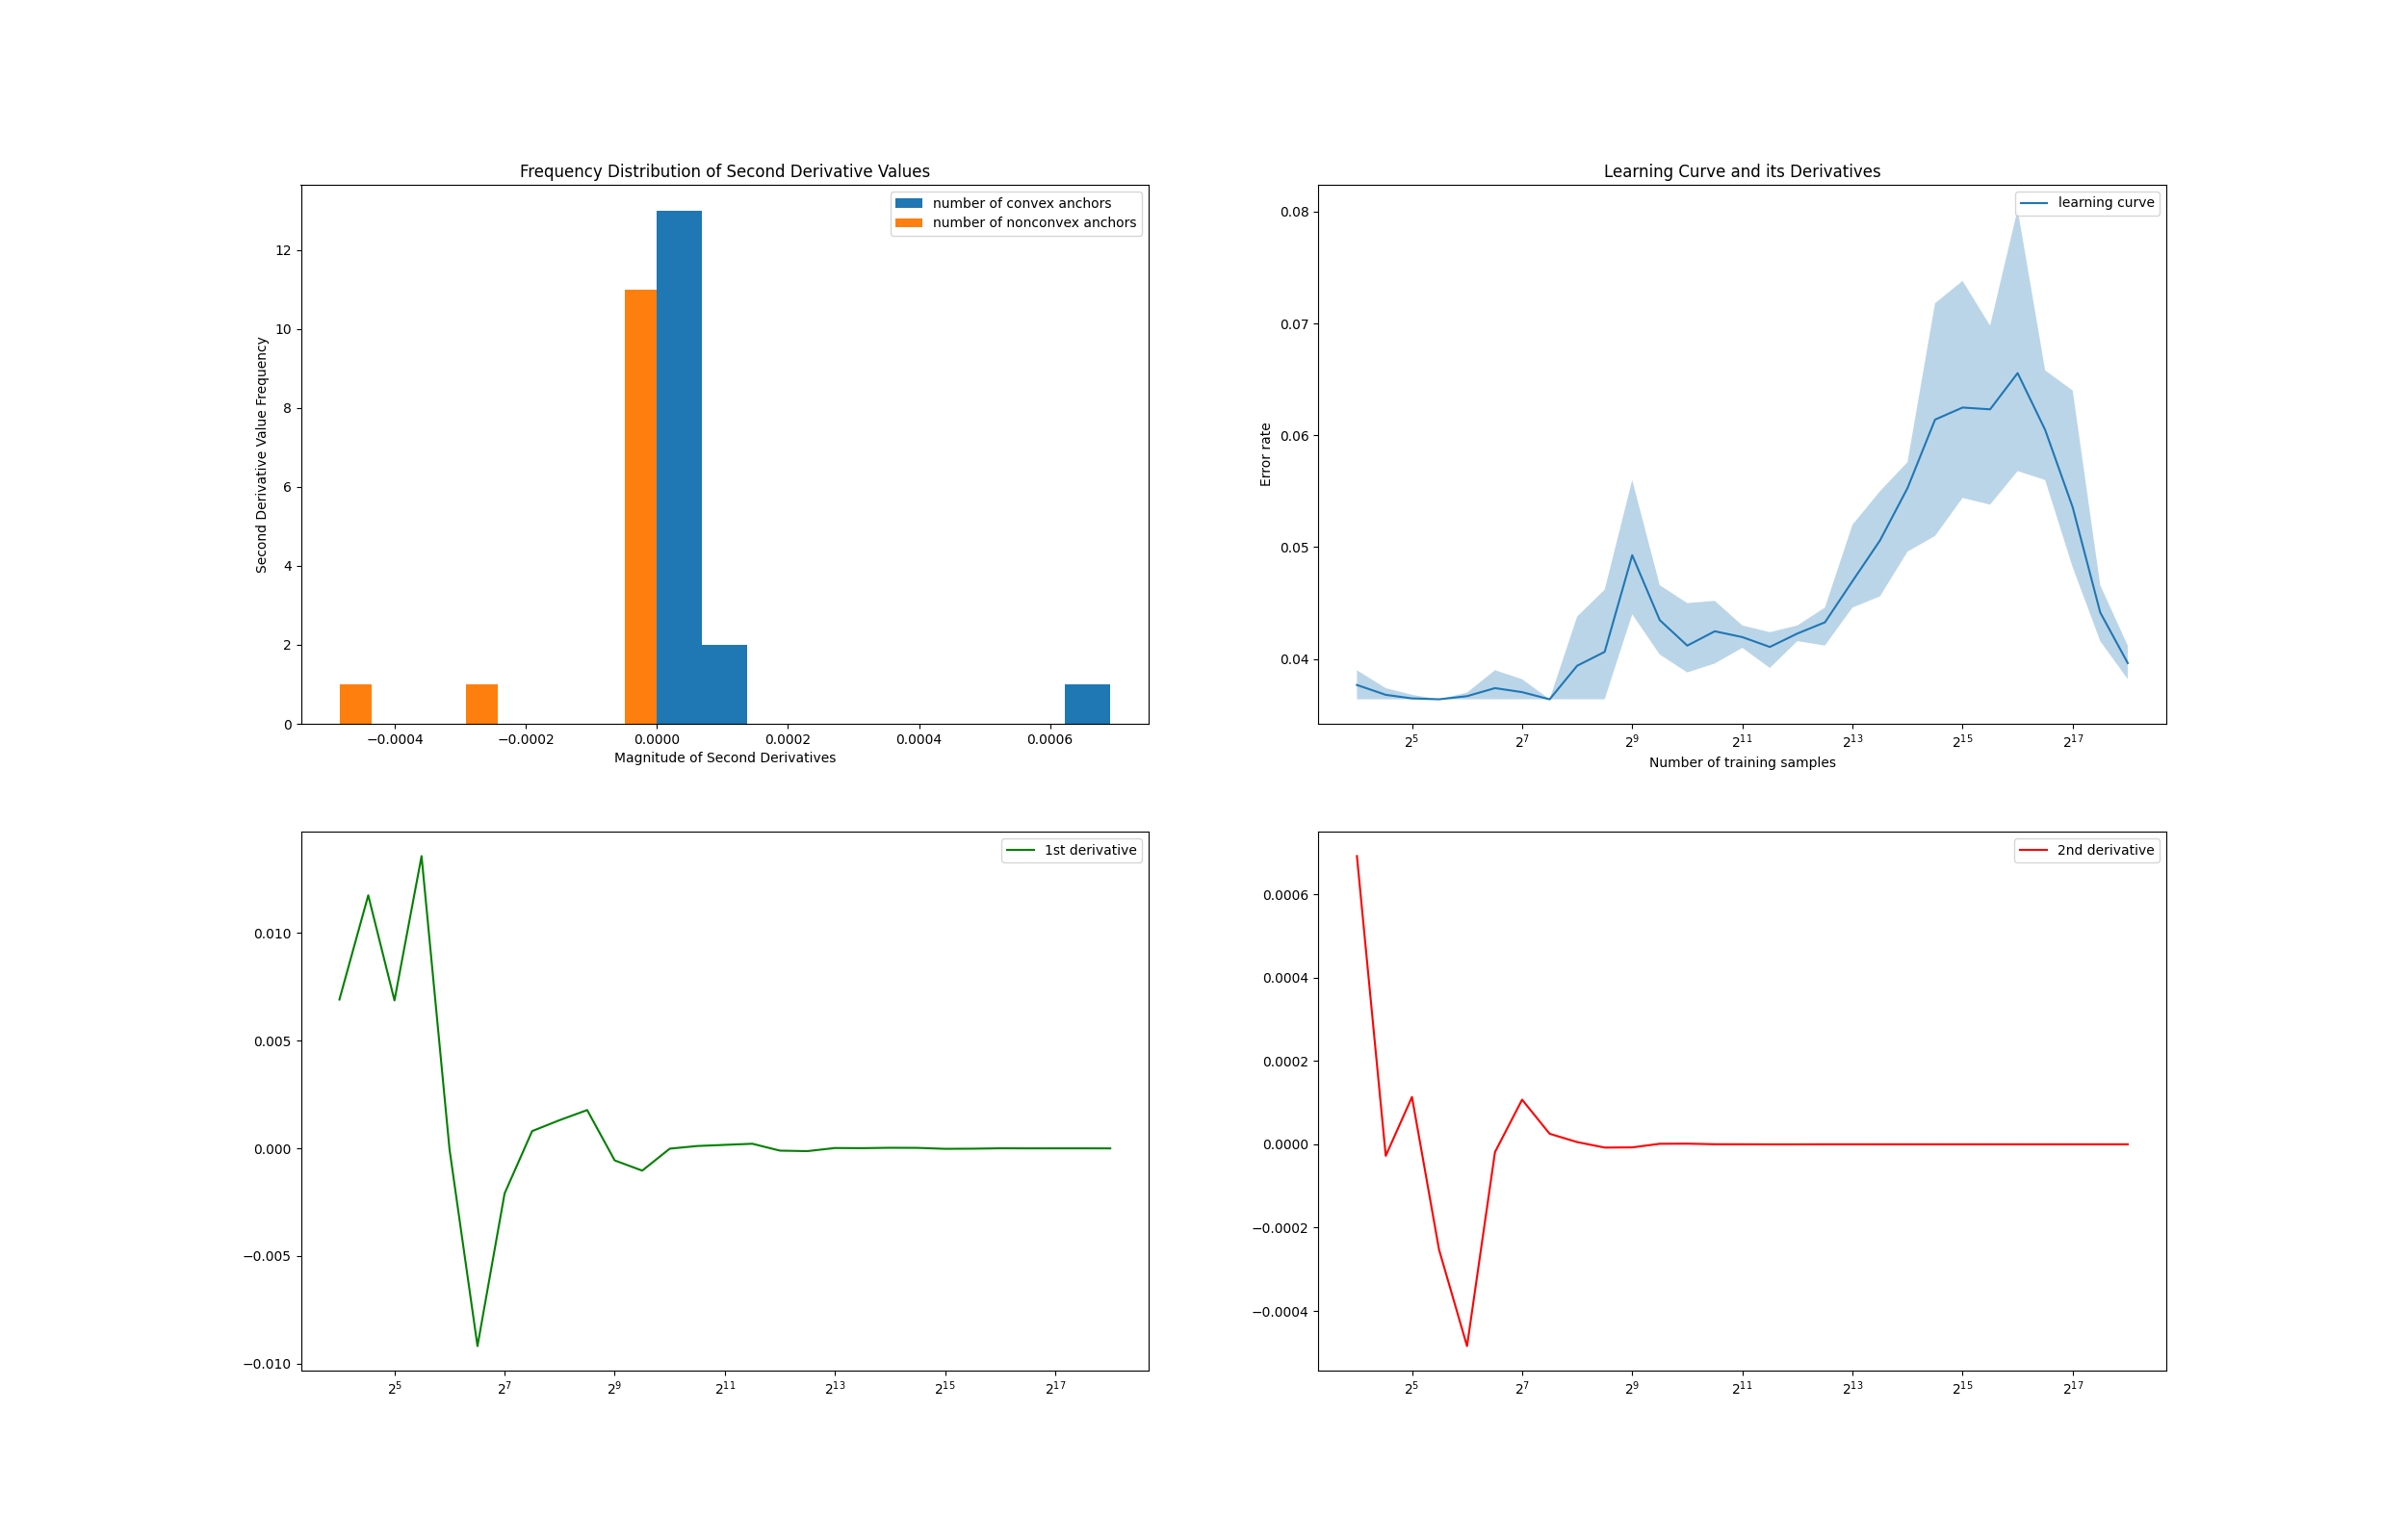 Frequency Distribution of Second Derivative Values
number of convex anchors
number of nonconvex anchors
Second Derivative Value Frequency
12
10
8
6
4
2
0
−0.0004 −0.0002 0.0000 0.0002 0.0004 0.0006
Magnitude of Second Derivatives
Learning Curve and its Derivatives
learning curve
Error rate
0.08
0.07
0.06
0.05
0.04
2^5 2^7 2^9 2^11 2^13 2^15 2^17
Number of training samples
1st derivative
0.010
0.005
0.000
−0.005
−0.010
2^5 2^7 2^9 2^11 2^13 2^15 2^17
2nd derivative
0.0006
0.0004
0.0002
0.0000
−0.0002
−0.0004
2^5 2^7 2^9 2^11 2^13 2^15 2^17